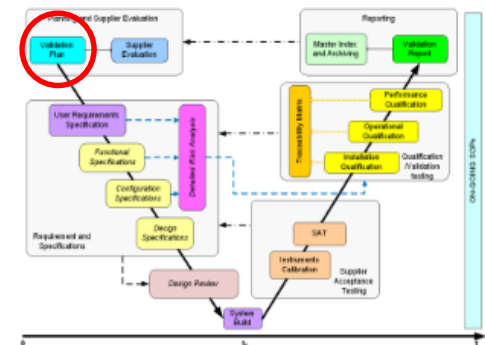 Planning and Supplier Evaluation
Reporting
Validation
Plan
Supplier
Evaluation
Master Index
and Archiving
Validation
Report
User Requirements
Specification
Functional
Specifications
Configuration
Specifications
Design
Specifications
Detailed Risk Analysis
Requirement and
Specifications
Traceability Matrix
Performance
Qualification
Operational
Qualification
Installation
Qualification
Qualification
/Validation
testing
SAT
Instruments
Calibration
Supplier
Acceptance
Testing
Design Review
System
Build
ON-GOING SOPs